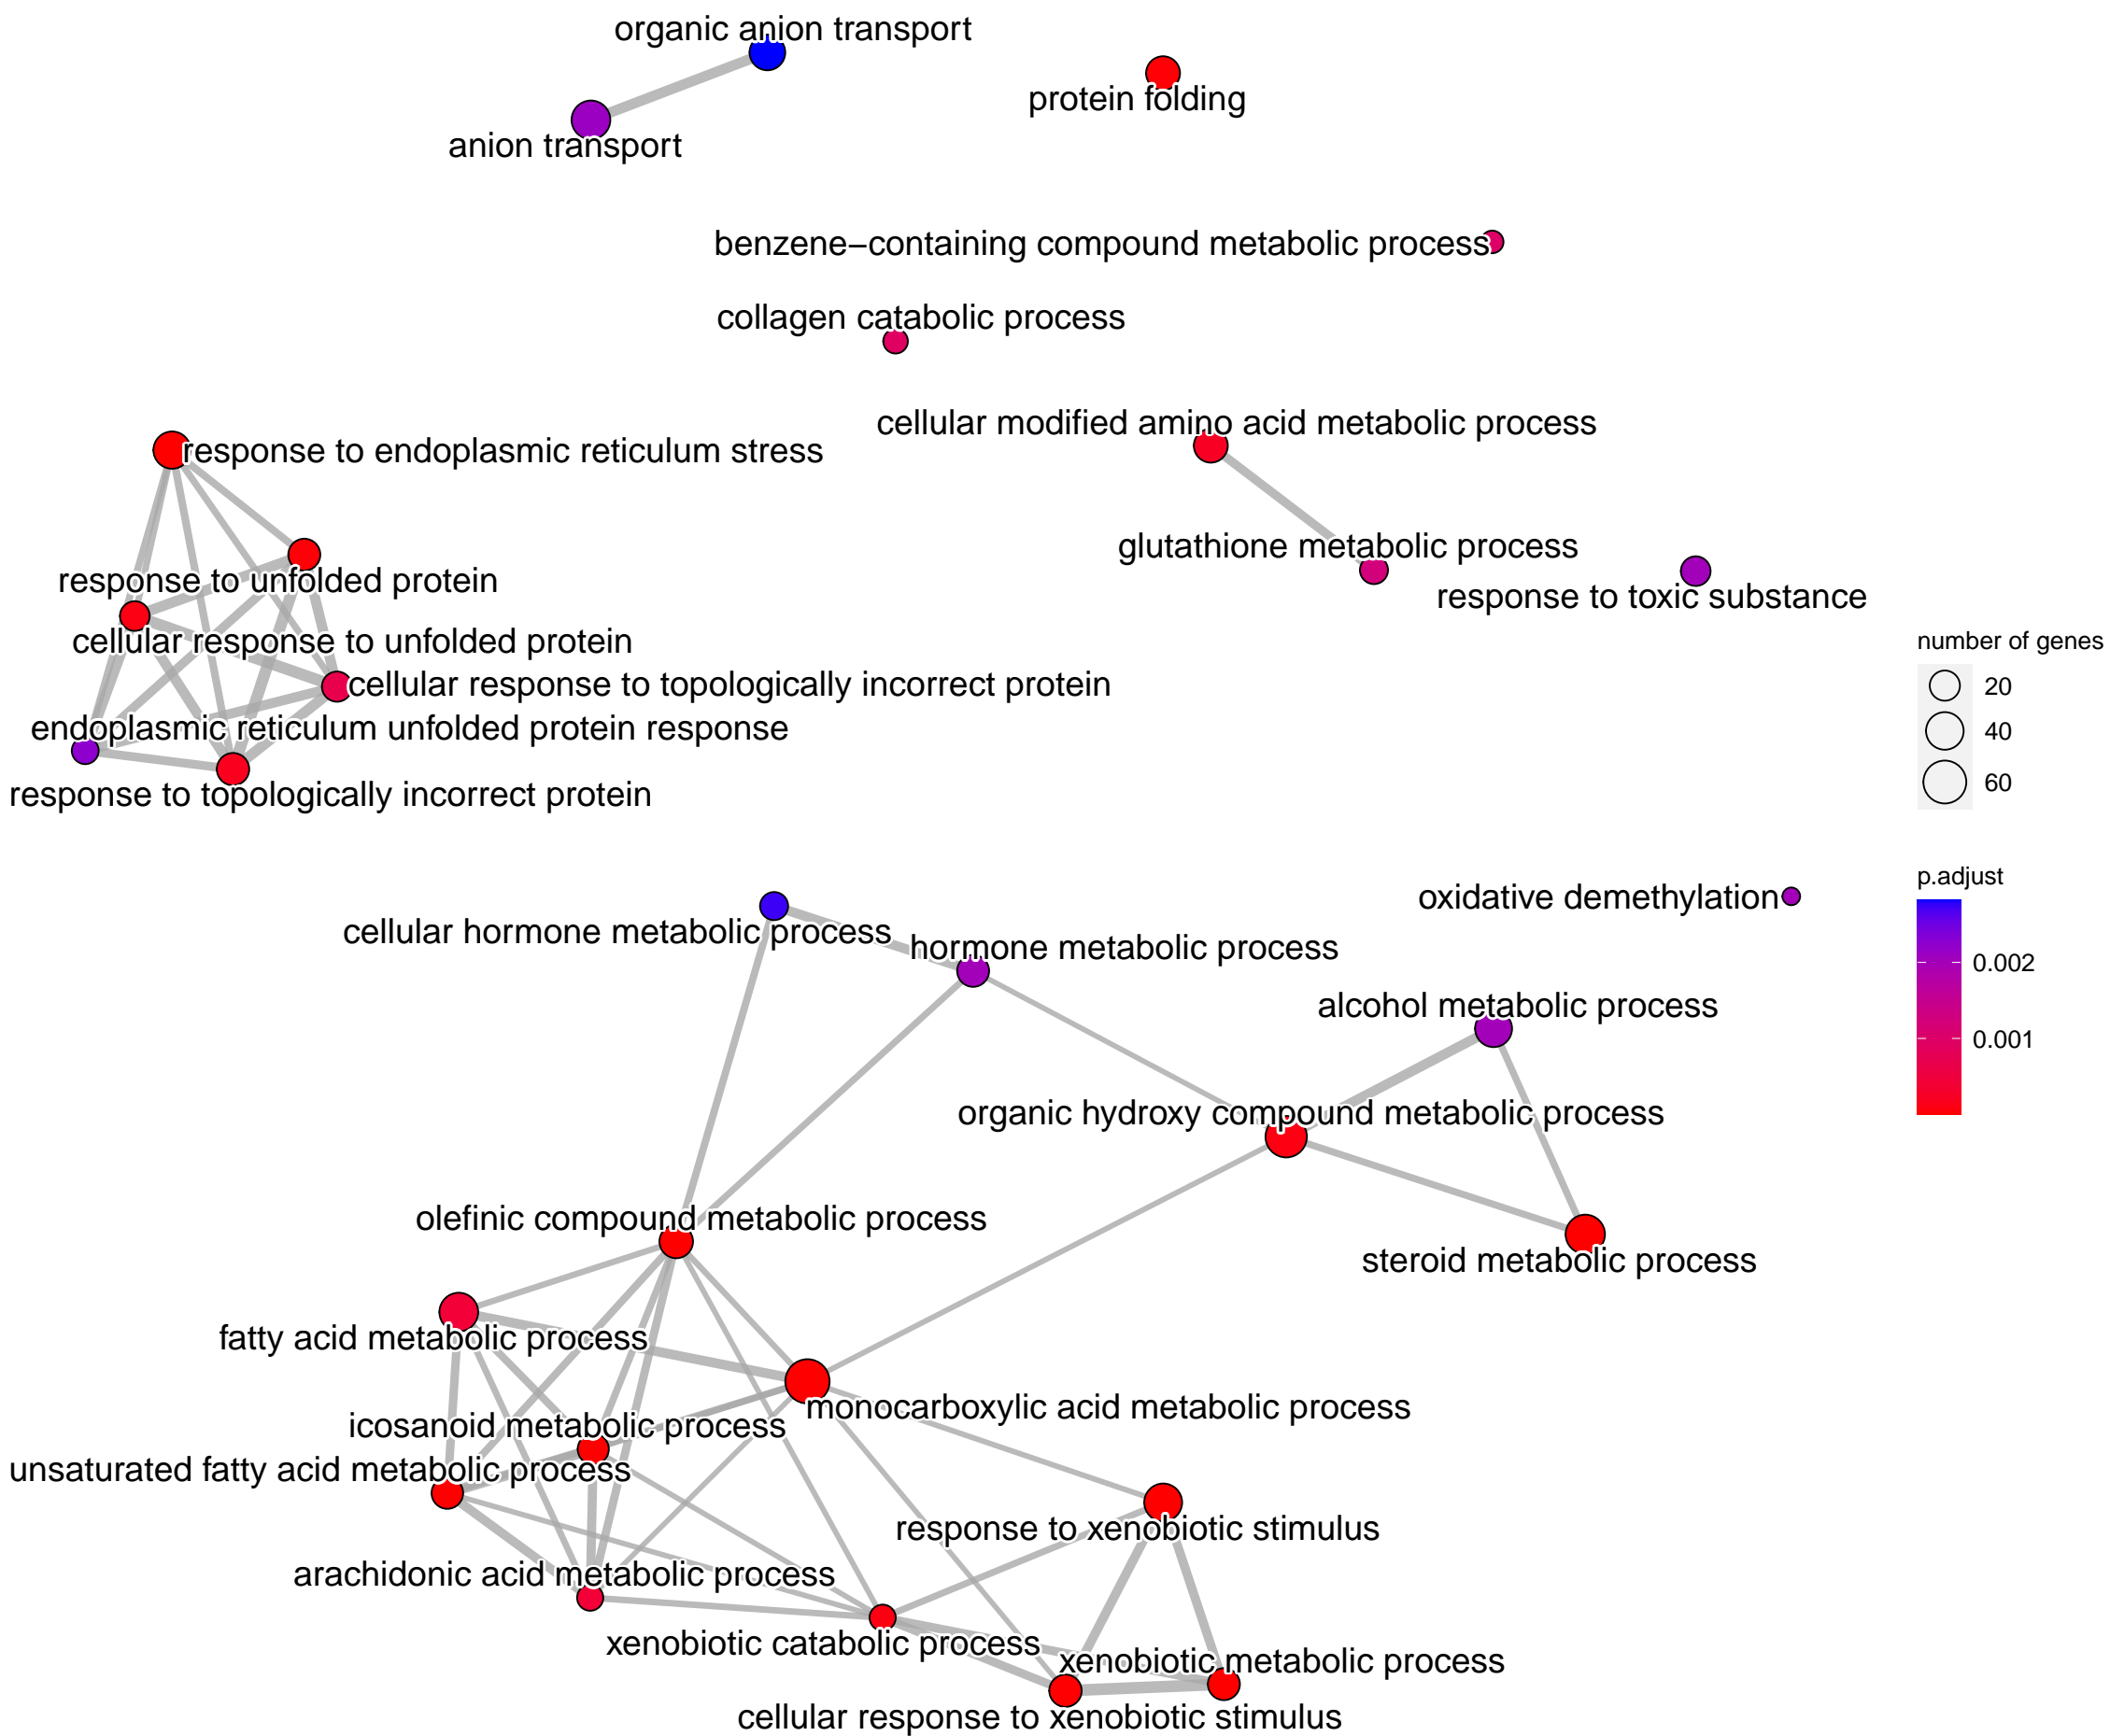 organic anion transport
protein folding
anion transport
benzene−containing compound metabolic process
collagen catabolic process
cellular modified amino acid metabolic process
response to endoplasmic reticulum stress
glutathione metabolic process
response to unfolded protein
response to toxic substance
cellular response to unfolded protein
number of genes
cellular response to topologically incorrect protein
20
endoplasmic reticulum unfolded protein response
40
60
response to topologically incorrect protein
p.adjust
oxidative demethylation
cellular hormone metabolic process
hormone metabolic process
0.002
alcohol metabolic process
0.001
organic hydroxy compound metabolic process
olefinic compound metabolic process
steroid metabolic process
fatty acid metabolic process
monocarboxylic acid metabolic process
icosanoid metabolic process
unsaturated fatty acid metabolic process
response to xenobiotic stimulus
arachidonic acid metabolic process
xenobiotic catabolic process
xenobiotic metabolic process
cellular response to xenobiotic stimulus